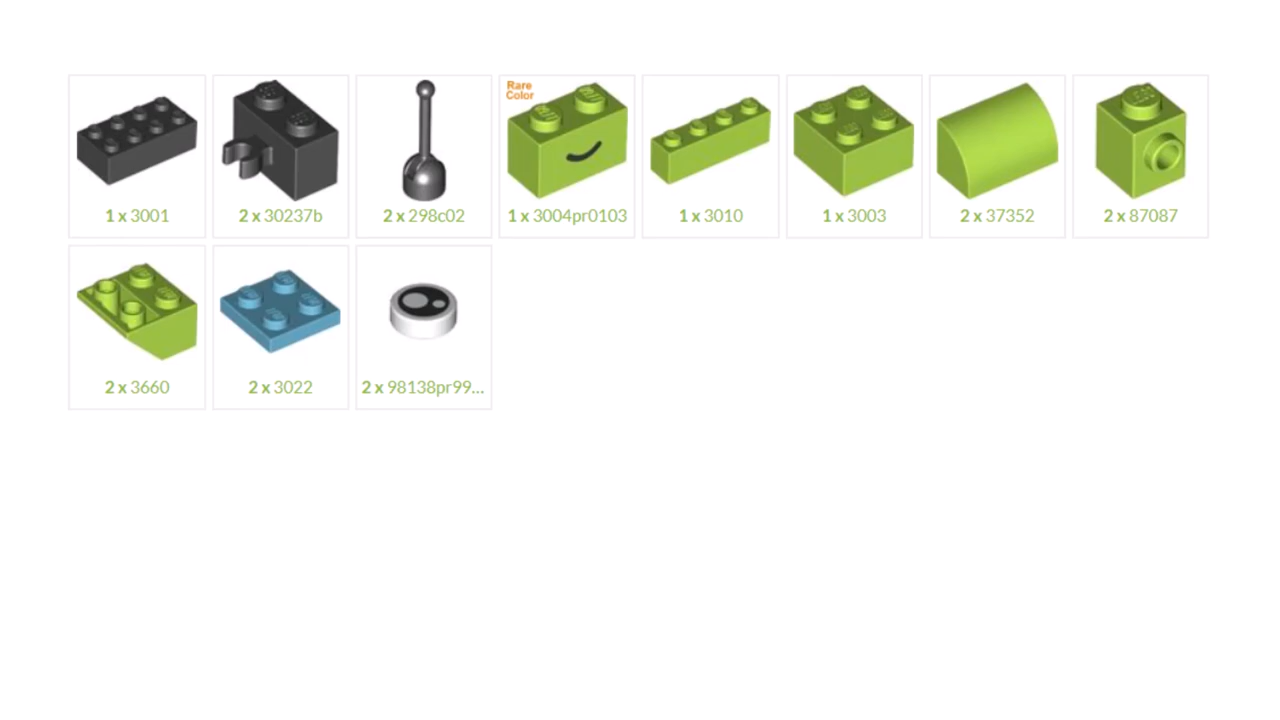 Rare
Color
1 x 3001
2 x 30237b
2 x 298c02
1 x 3004pr0103
1 x 3010
1 x 3003
2 x 37352
2 x 87087
2 x 3660
2 x 3022
2 x 98138pr99...